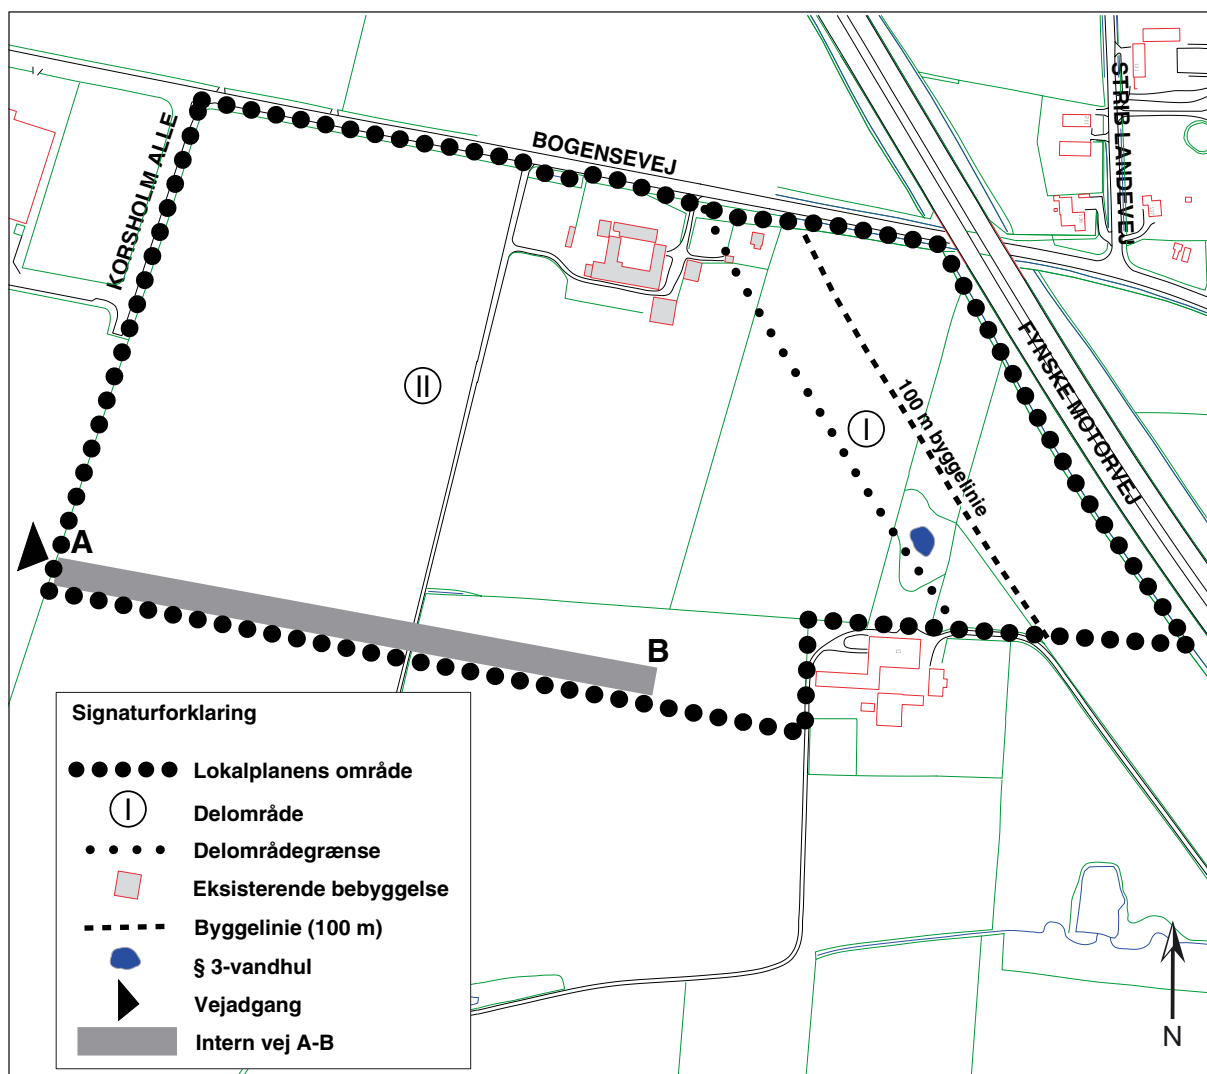 BOGENSEVEJ
STRIB LANDEVEJ
KORSHOLM ALLE
FYNSKE MOTORVEJ
II
I
100 m byggelinie
A
B
Signaturforklaring
Lokalplanens område
I
Delområde
Delområdegrænse
Eksisterende bebyggelse
Byggelinie (100 m)
§ 3-vandhul
Vejadgang
Intern vej A-B
N